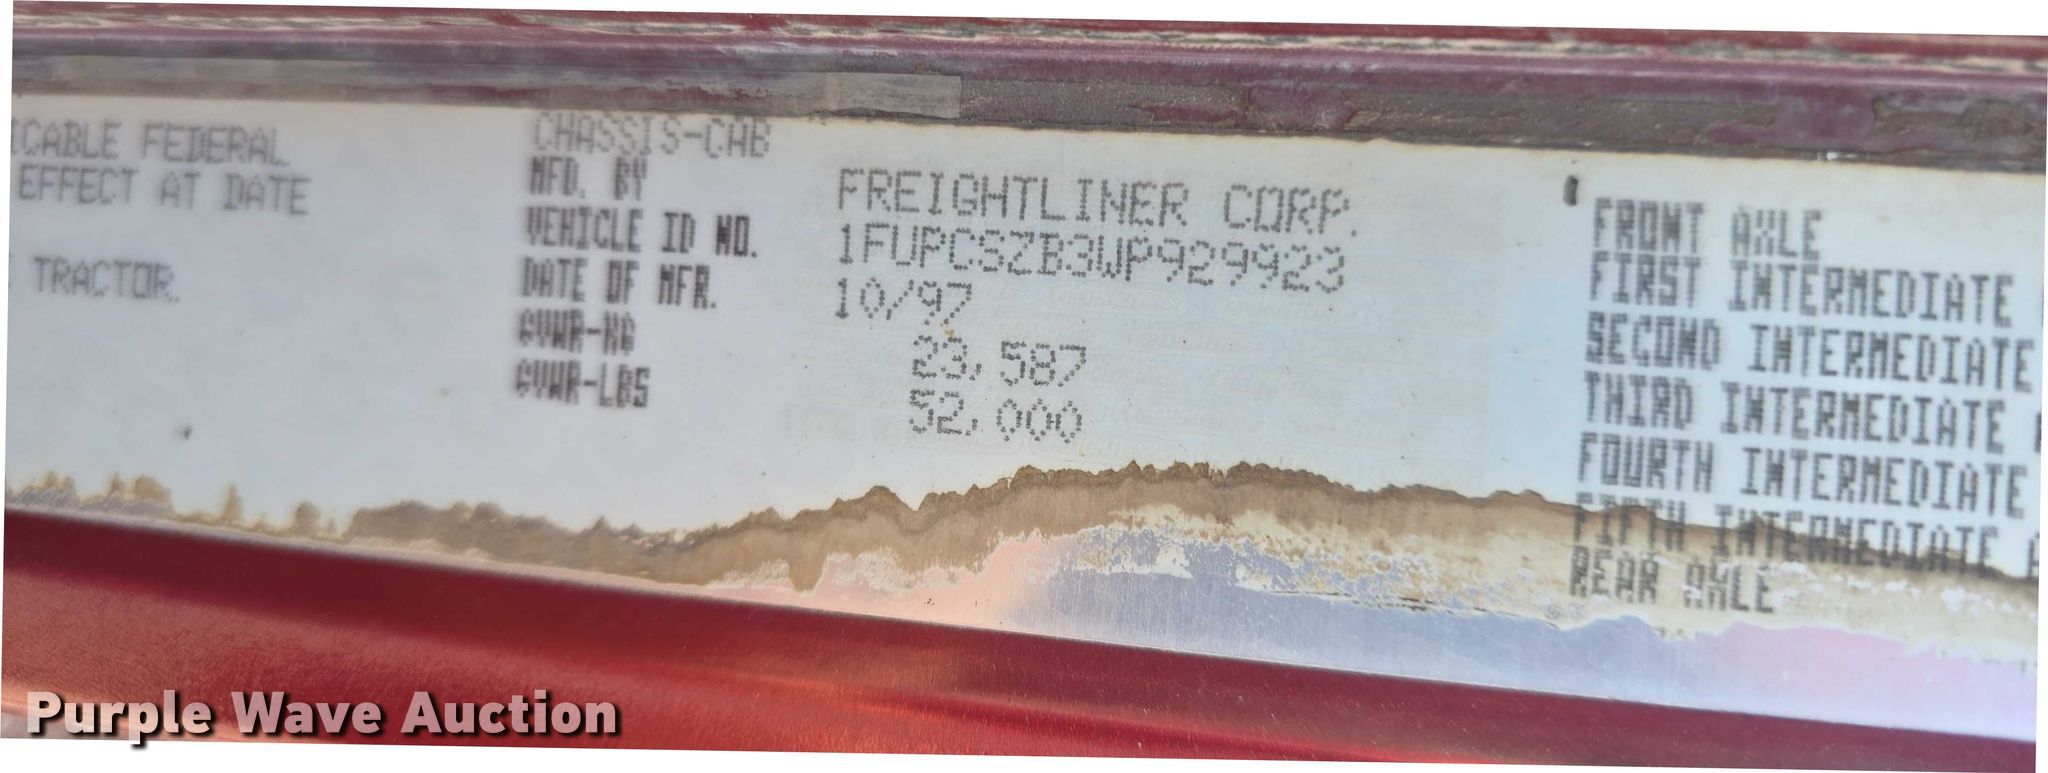 ICABLE FEDERAL
EFFECT AT DATE
TRACTOR.
CHASSIS-CAB
MFD. BY
VEHICLE ID NO.
DATE OF MFR.
GVWR-KG
GVWR-LBS
FREIGHTLINER CORP.
1FUPCSZB3WP929923
10/97
23,587
52,000
FRONT AXLE
FIRST INTERMEDIATE
SECOND INTERMEDIATE
THIRD INTERMEDIATE
FOURTH INTERMEDIATE
FIFTH INTERMEDIATE
REAR AXLE
Purple Wave Auction